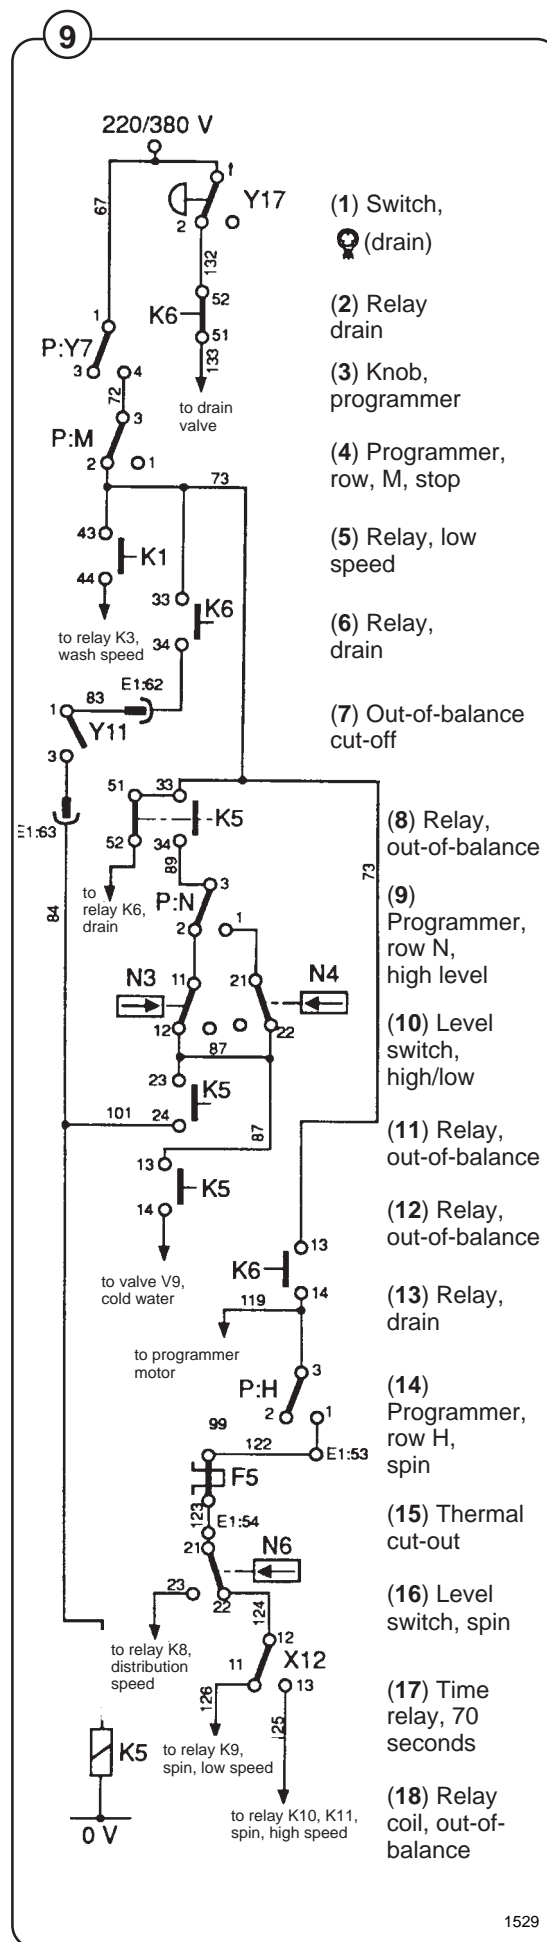 9
220/380 V
1
67
Y17
2
132
52
K6
51
133
to drain
valve
1
P:Y7
3
4
72
3
P:M
2
1
73
43
K1
44
33
K6
34
to relay K3,
wash speed
E1:62
83
1
Y11
3
51
33
K5
E1:63
52
34
89
73
to
relay K6,
drain
84
3
P:N
2
1
N3
11
21
N4
12
22
87
23
K5
101
24
87
13
K5
14
to valve V9,
cold water
13
K6
14
119
to programmer
motor
3
P:H
2
1
99
122
E1:53
F5
123
E1:54
21
N6
23
22
124
to relay K8,
distribution
speed
12
11
X12
13
126
125
to relay K9,
spin, low speed
K5
to relay K10, K11,
spin, high speed
0 V
(1) Switch,
(drain)
(2) Relay
drain
(3) Knob,
programmer
(4) Programmer,
row, M, stop
(5) Relay, low
speed
(6) Relay,
drain
(7) Out-of-balance
cut-off
(8) Relay,
out-of-balance
(9)
Programmer,
row N,
high level
(10) Level
switch,
high/low
(11) Relay,
out-of-balance
(12) Relay,
out-of-balance
(13) Relay,
drain
(14)
Programmer,
row H,
spin
(15) Thermal
cut-out
(16) Level
switch, spin
(17) Time
relay, 70
seconds
(18) Relay
coil, out-of-
balance
1529